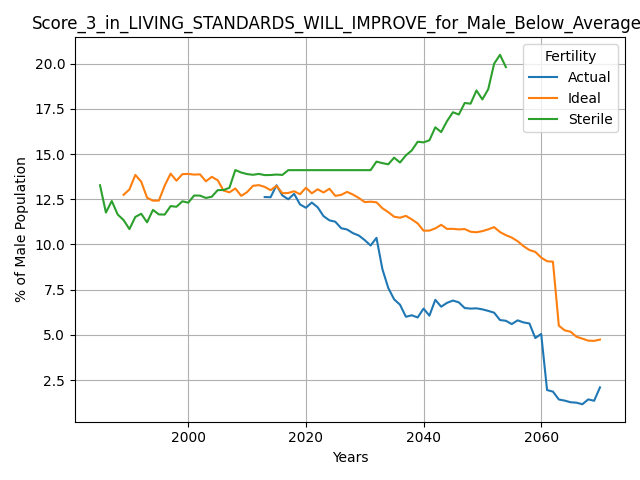 Score_3_in_LIVING_STANDARDS_WILL_IMPROVE_for_Male_Below_Average
Fertility
Actual
Ideal
Sterile
% of Male Population
20.0
17.5
15.0
12.5
10.0
7.5
5.0
2.5
2000
2020
2040
2060
Years